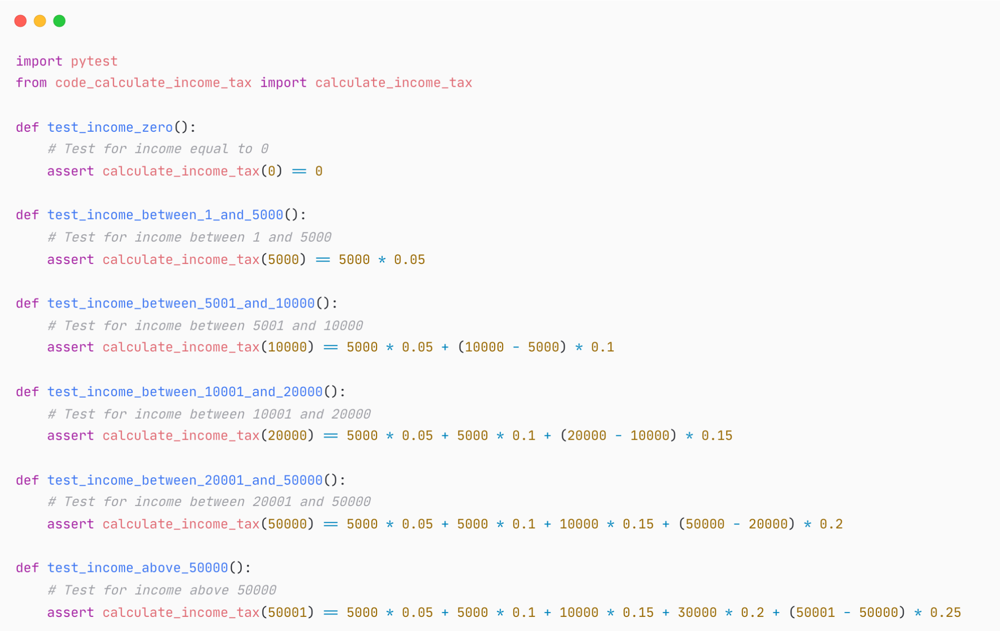 import pytest
from code_calculate_income_tax import calculate_income_tax

def test_income_zero():
    # Test for income equal to 0
    assert calculate_income_tax(0) == 0

def test_income_between_1_and_5000():
    # Test for income between 1 and 5000
    assert calculate_income_tax(5000) == 5000 * 0.05

def test_income_between_5001_and_10000():
    # Test for income between 5001 and 10000
    assert calculate_income_tax(10000) == 5000 * 0.05 + (10000 - 5000) * 0.1

def test_income_between_10001_and_20000():
    # Test for income between 10001 and 20000
    assert calculate_income_tax(20000) == 5000 * 0.05 + 5000 * 0.1 + (20000 - 10000) * 0.15

def test_income_between_20001_and_50000():
    # Test for income between 20001 and 50000
    assert calculate_income_tax(50000) == 5000 * 0.05 + 5000 * 0.1 + 10000 * 0.15 + (50000 - 20000) * 0.2

def test_income_above_50000():
    # Test for income above 50000
    assert calculate_income_tax(50001) == 5000 * 0.05 + 5000 * 0.1 + 10000 * 0.15 + 30000 * 0.2 + (50001 - 50000) * 0.25